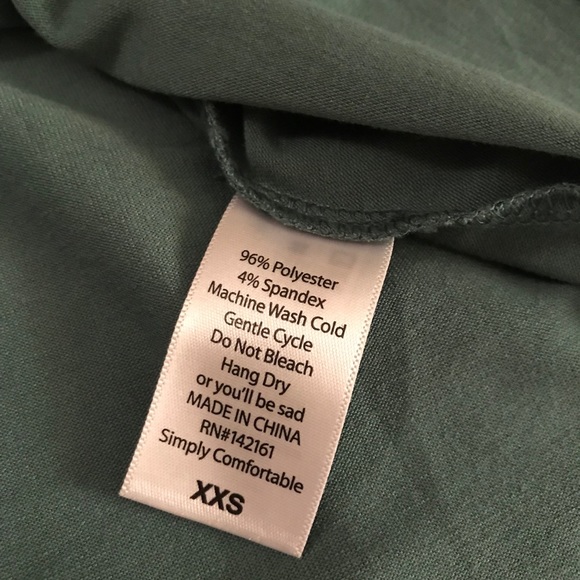 96% Polyester
4% Spandex
Machine Wash Cold
Gentle Cycle
Do Not Bleach
Hang Dry
or you'll be sad
MADE IN CHINA
RN#142161
Simply Comfortable
XXS